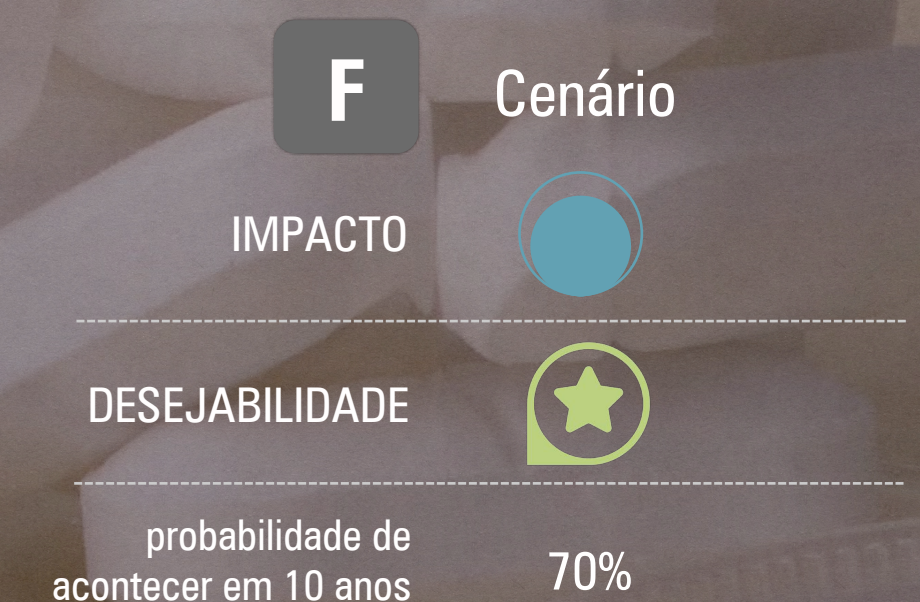 F Cenário
IMPACTO
DESEJABILIDADE
probabilidade de
acontecer em 10 anos
70%